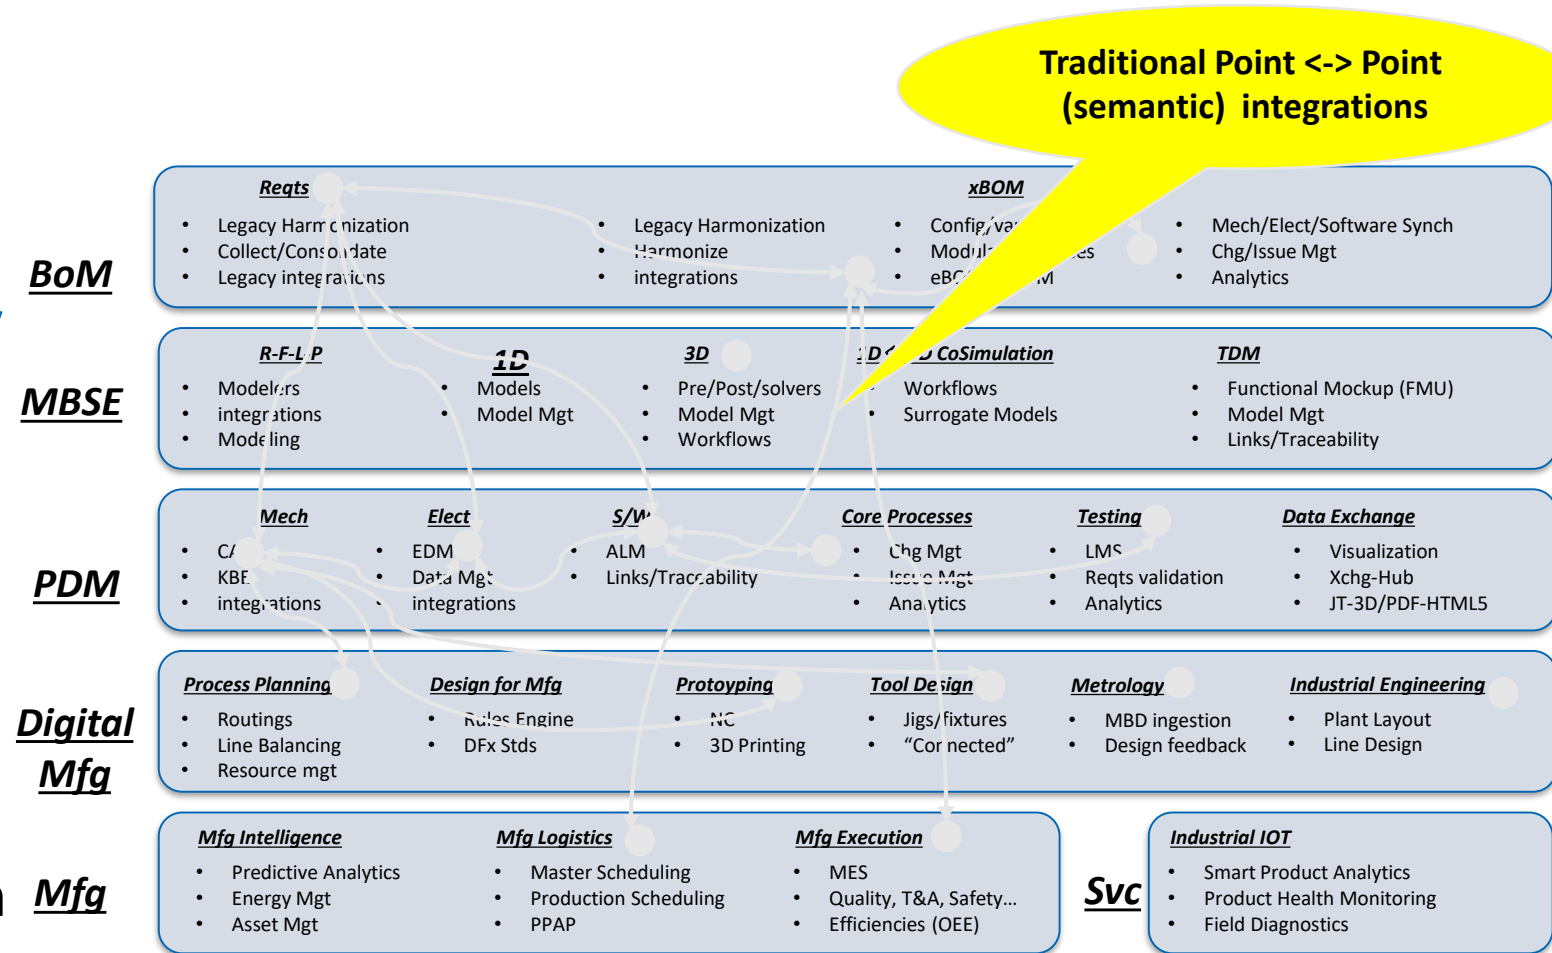 Traditional Point <-> Point
(semantic) integrations
BoM
Reqts
• Legacy Harmonization
• Collect/Consolidate
• Legacy integrations
• Legacy Harmonization
• Harmonize
• integrations
xBOM
• Config/
• 
• 
• Mech/Elect/Software Synch
• Chg/Issue Mgt
• Analytics
MBSE
R-F-L-P
• Modelers
• integrations
• Modeling
1D
• Models
• Model Mgt
3D
• Pre/Post/solvers
• Model Mgt
• Workflows
CoSimulation
• Workflows
• Surrogate Models
TDM
• Functional Mockup (FMU)
• Model Mgt
• Links/Traceability
PDM
Mech
• 
• KBE
• integrations
Elect
• EDM
• Data Mgt
• integrations
S/W
• ALM
• Links/Traceability
Core Processes
• Chg Mgt
• Issue Mgt
• Analytics
Testing
• LMS
• Reqts validation
• Analytics
Data Exchange
• Visualization
• Xchg-Hub
• JT-3D/PDF-HTML5
Digital
Mfg
Process Planning
• Routings
• Line Balancing
• Resource mgt
Design for Mfg
• Rules Engine
• DFx Stds
Protoyping
• NC
• 3D Printing
Tool Design
• Jigs/fixtures
• “Connected”
Metrology
• MBD ingestion
• Design feedback
Industrial Engineering
• Plant Layout
• Line Design
Mfg
Mfg Intelligence
• Predictive Analytics
• Energy Mgt
• Asset Mgt
Mfg Logistics
• Master Scheduling
• Production Scheduling
• PPAP
Mfg Execution
• MES
• Quality, T&A, Safety…
• Efficiencies (OEE)
Svc
Industrial IOT
• Smart Product Analytics
• Product Health Monitoring
• Field Diagnostics